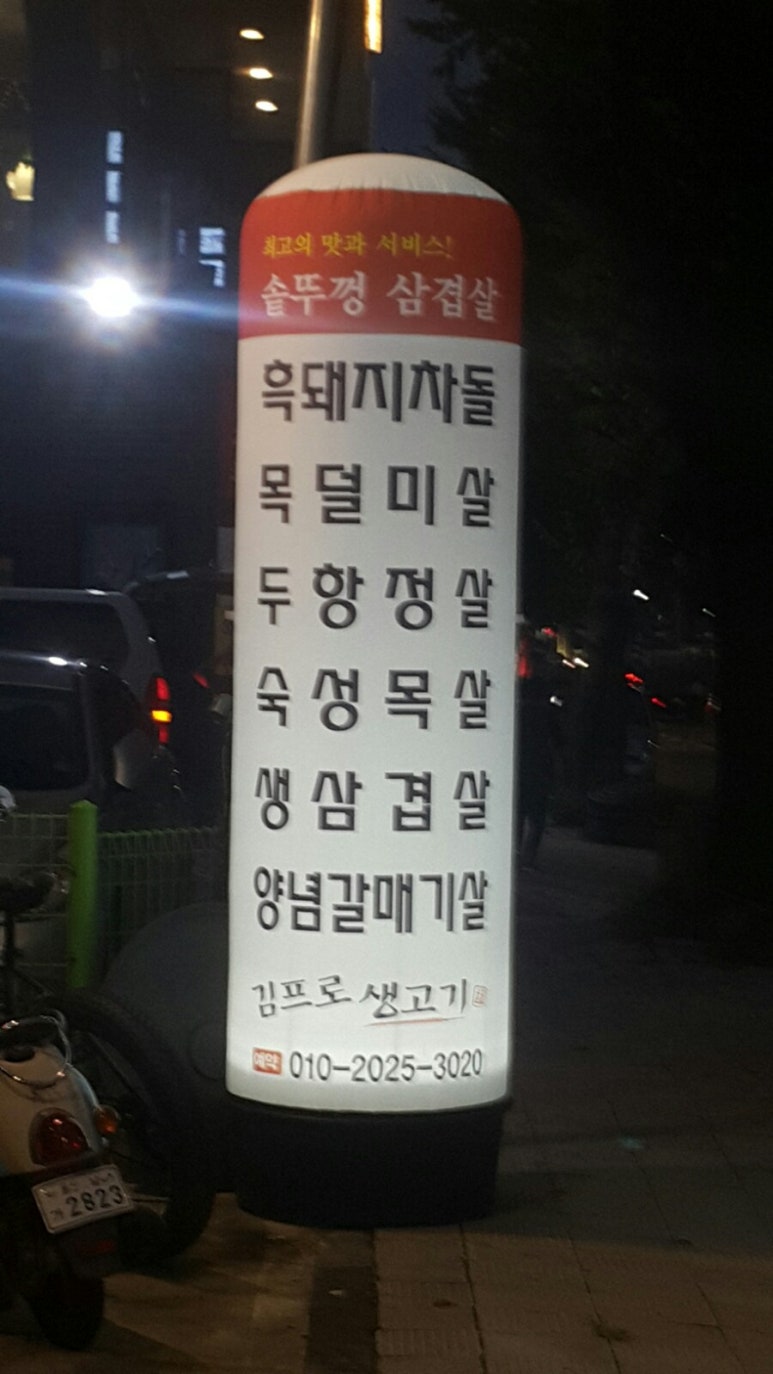 최고의 맛과 서비스!
솥뚜껑 삼겹살
흑돼지차돌
목덜미살
두항정살
숙성목살
생삼겹살
양념갈매기살
김프로 생고기
예약 010-2025-3020
2823